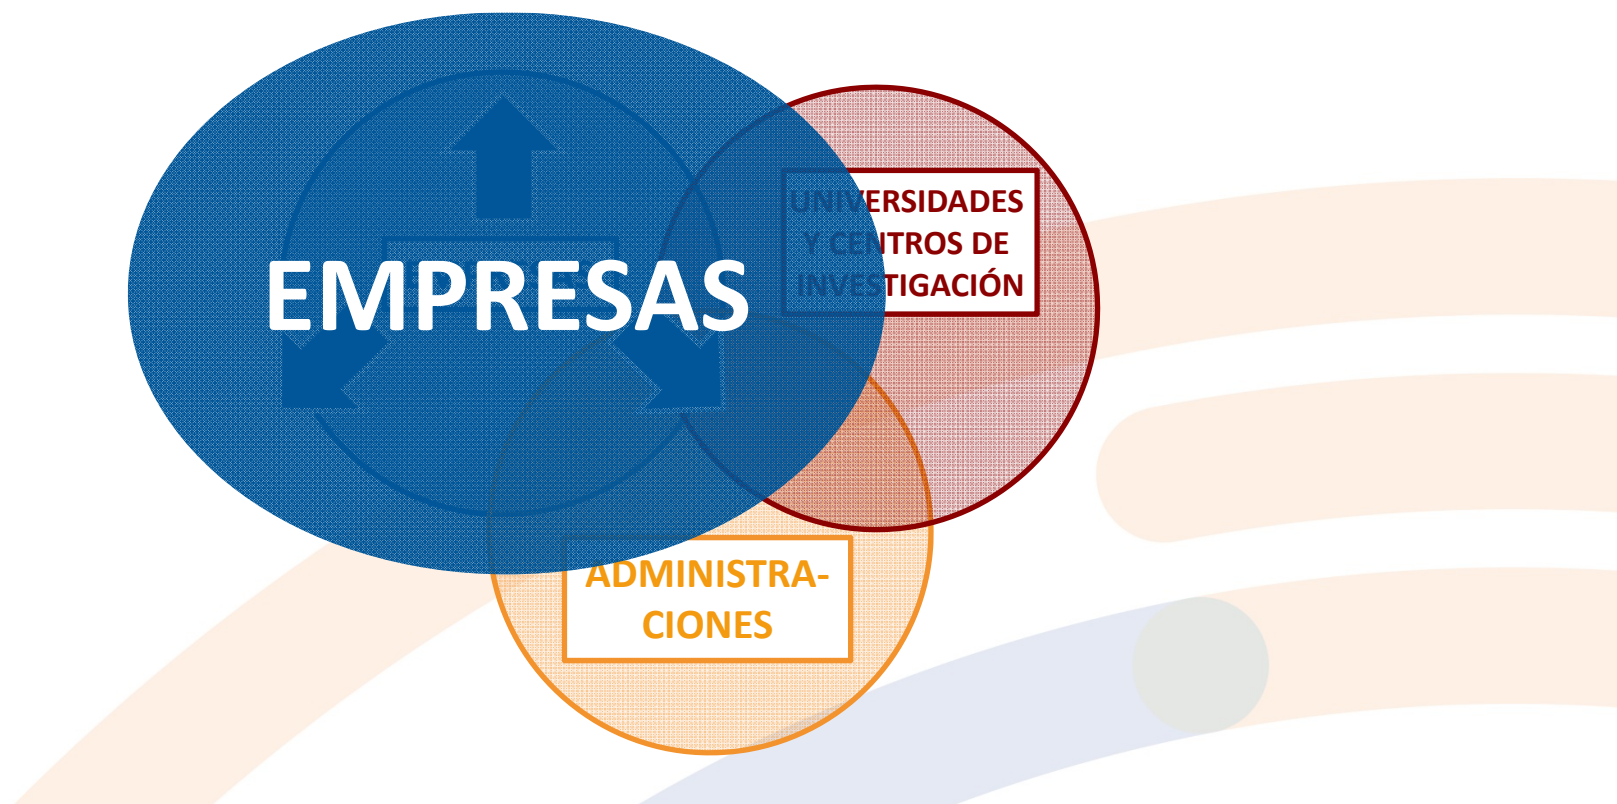 EMPRESAS
UNIVERSIDADES
Y CENTROS DE
INVESTIGACIÓN
ADMINISTRA-
CIONES